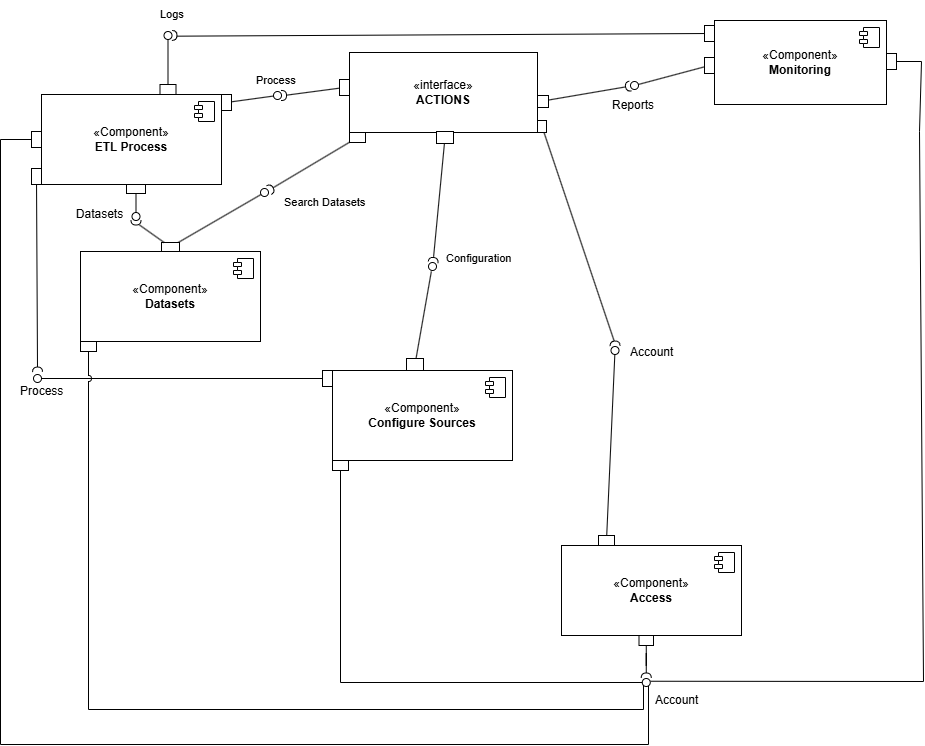 Logs
«Component»
Monitoring
Process
«interface»
ACTIONS
Reports
«Component»
ETL Process
Datasets
Search Datasets
Configuration
«Component»
Datasets
Account
Process
«Component»
Configure Sources
«Component»
Access
Account